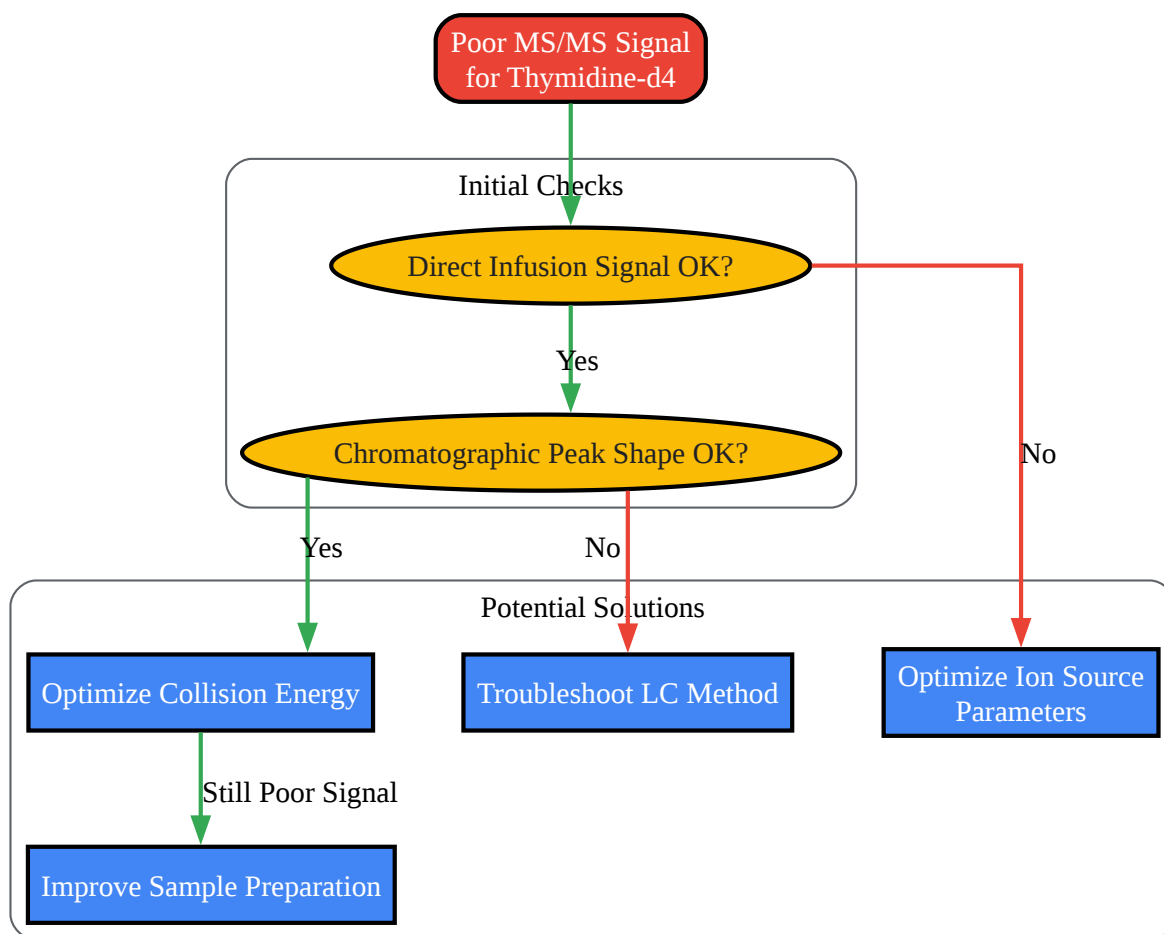 Poor MS/MS Signal
for Thymidine-d4
Initial Checks
Direct Infusion Signal OK?
Yes
Chromatographic Peak Shape OK?
No
Yes
No
Potential Solutions
Optimize Collision Energy
Troubleshoot LC Method
Optimize Ion Source
Parameters
Still Poor Signal
Improve Sample Preparation